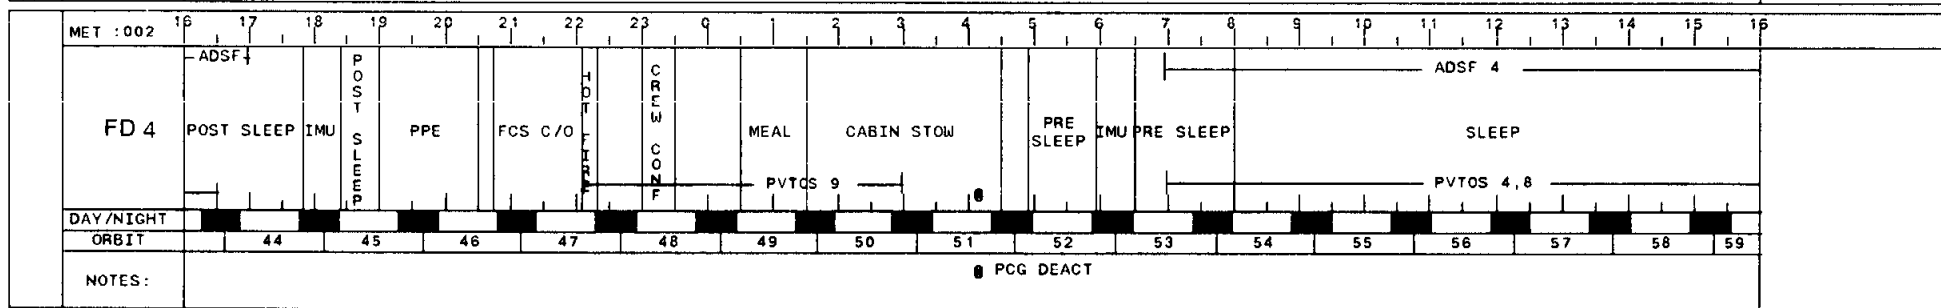 MET :002 16 17 18 19 20 21 22 23 0 1 2 3 4 5 6 7 8 9 10 11 12 13 14 15 16
ADSF
ADSF 4
FD 4 POST SLEEP IMU POST SLEEP PPE FCS C/O HOT FIRE CREW CONF MEAL CABIN STOW PRE SLEEP IMU PRE SLEEP SLEEP
PVTOS 9 PVTOS 4,8
DAY/NIGHT
ORBIT 44 45 46 47 48 49 50 51 52 53 54 55 56 57 58 59
NOTES: PCG DEACT